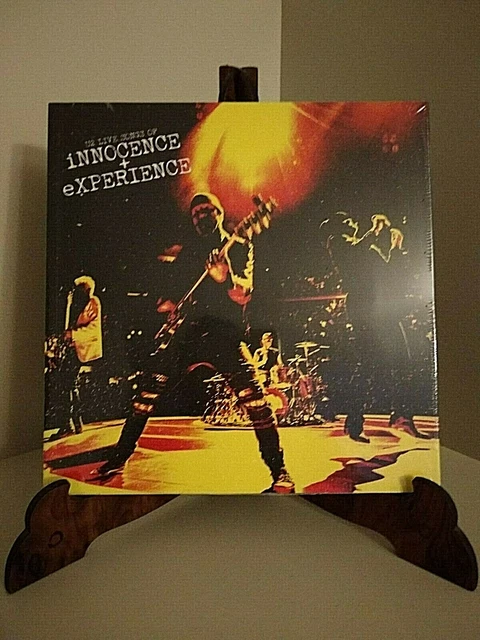 U2 LIVE SONGS OF
iNNOCENCE
+
eXPERIENCE